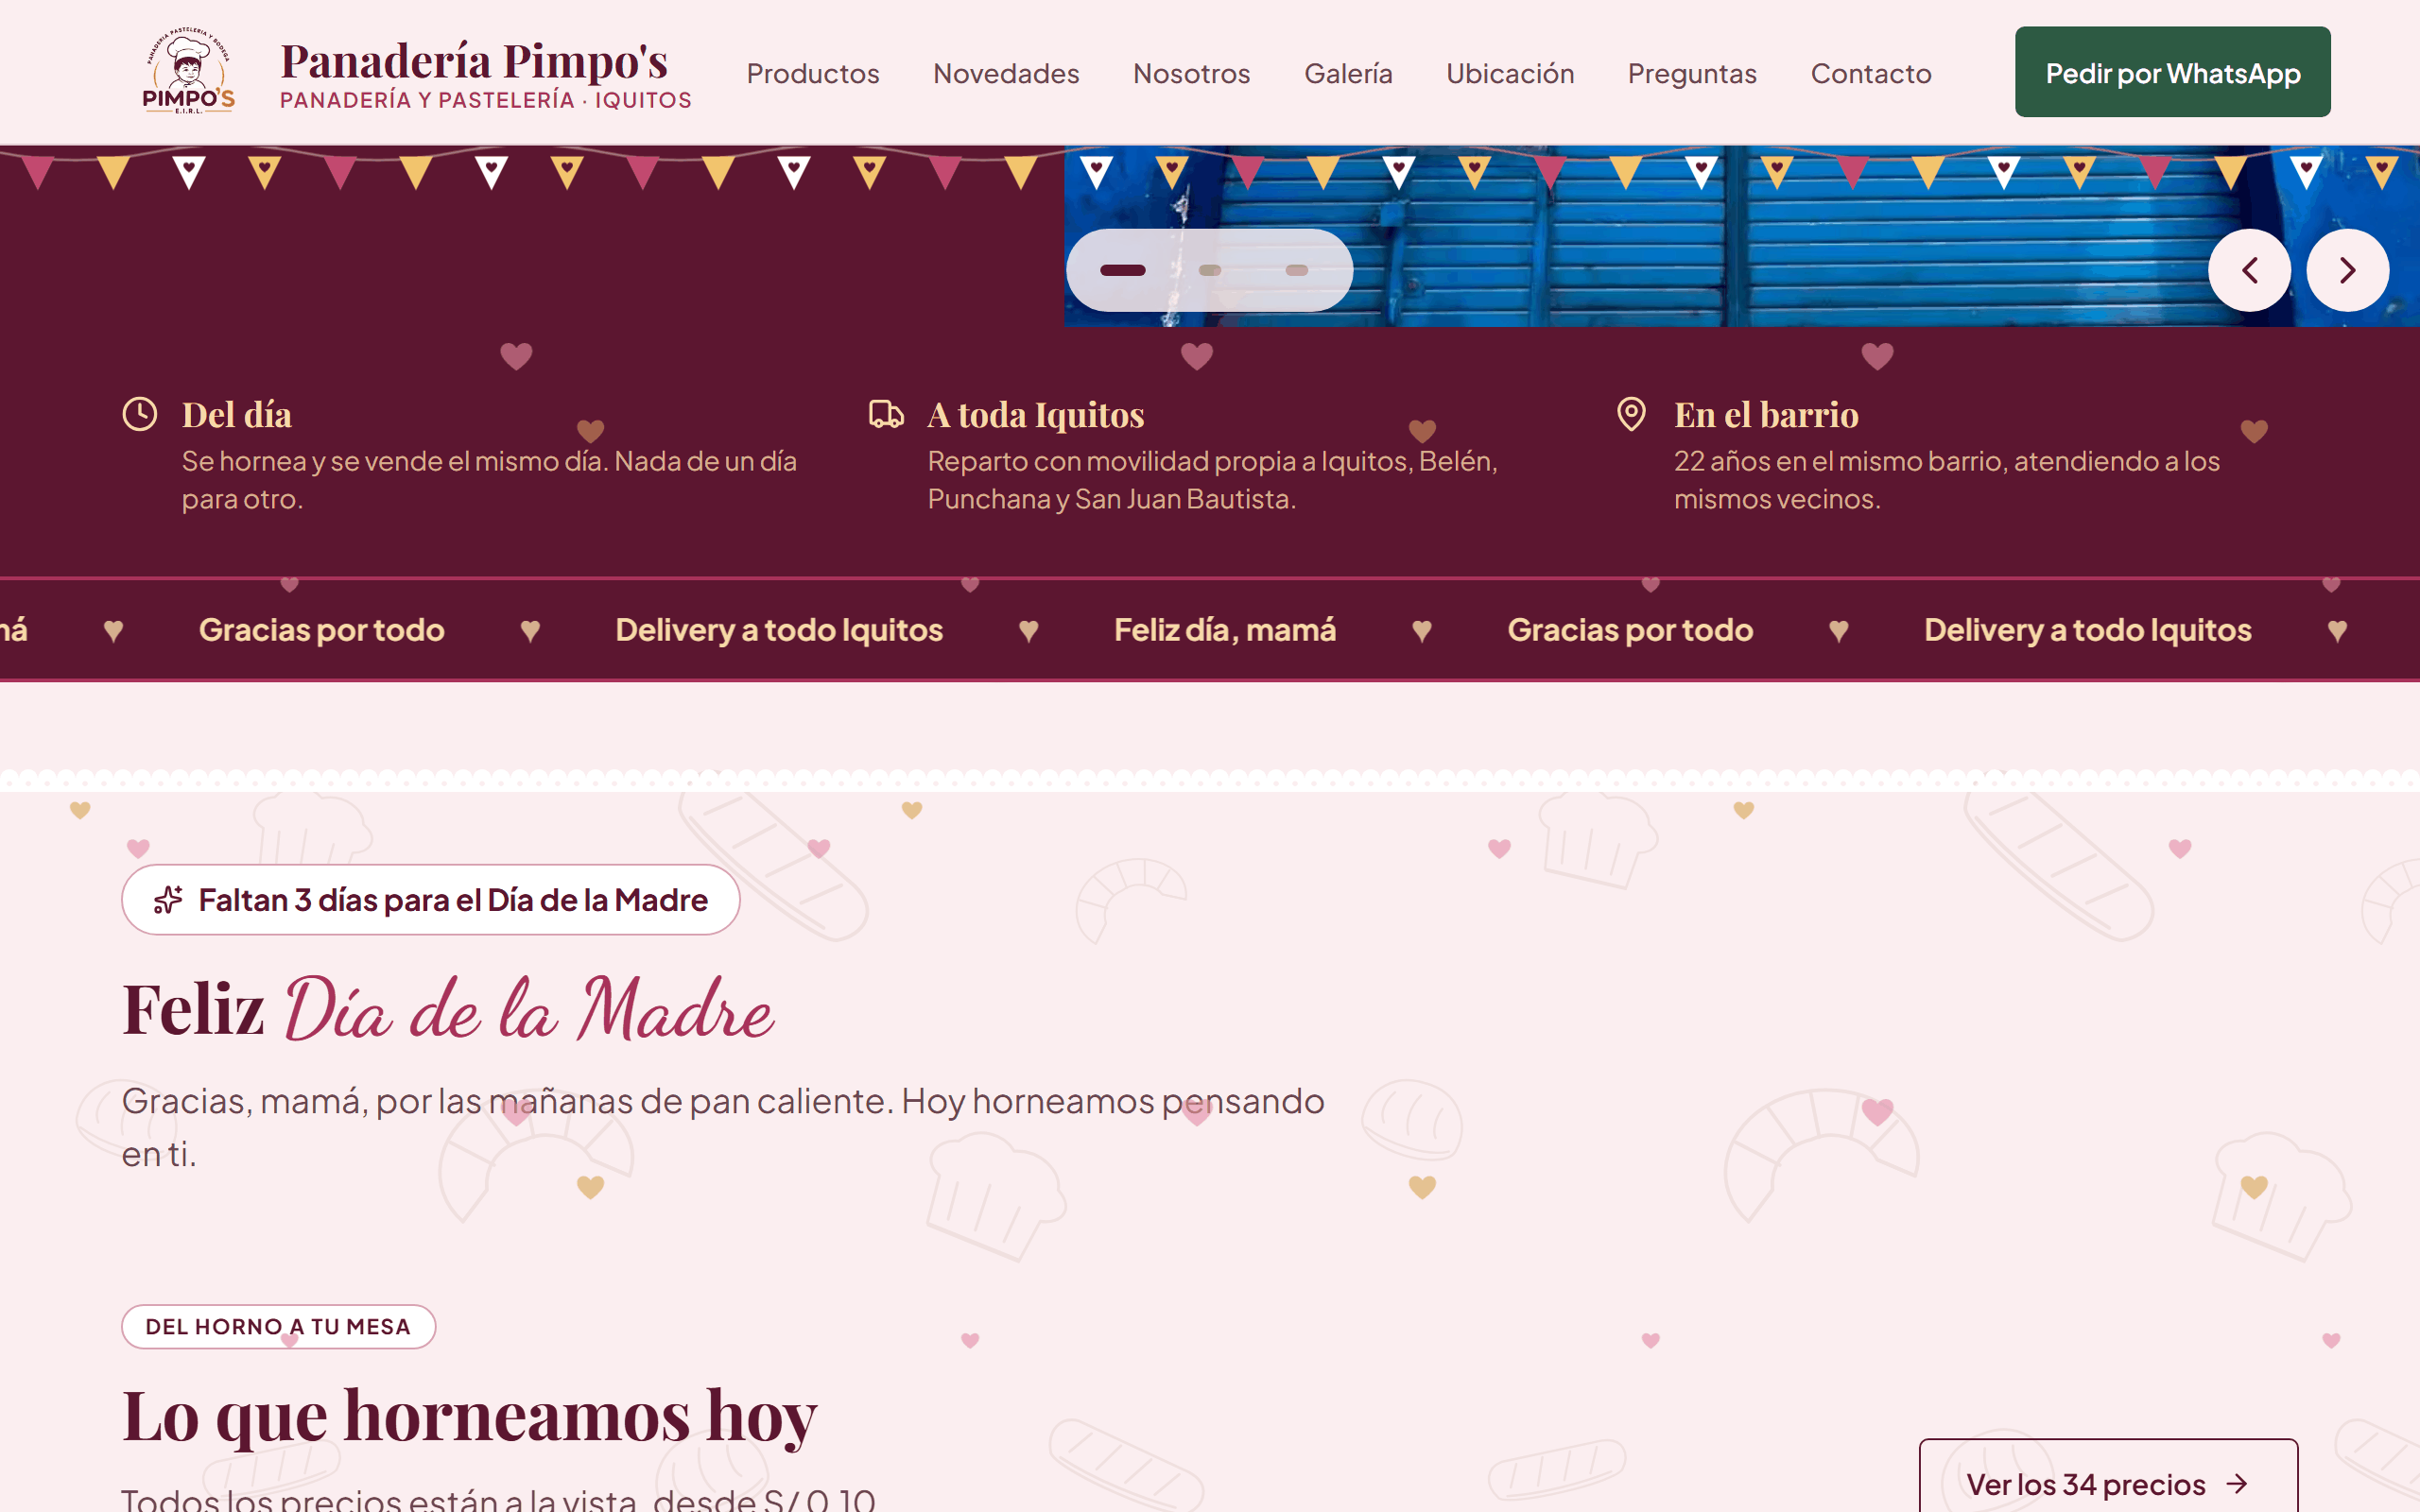 PANADERÍA PASTELERÍA Y BODEGA
PIMPO'S
E.I.R.L.
Panadería Pimpo's
PANADERÍA Y PASTELERÍA · IQUITOS
Productos
Novedades
Nosotros
Galería
Ubicación
Preguntas
Contacto
Pedir por WhatsApp
Del día
Se hornea y se vende el mismo día. Nada de un día
para otro.
A toda Iquitos
Reparto con movilidad propia a Iquitos, Belén,
Punchana y San Juan Bautista.
En el barrio
22 años en el mismo barrio, atendiendo a los
mismos vecinos.
má ♥ Gracias por todo ♥ Delivery a todo Iquitos ♥ Feliz día, mamá ♥ Gracias por todo ♥ Delivery a todo Iquitos ♥
Faltan 3 días para el Día de la Madre
Feliz Día de la Madre
Gracias, mamá, por las mañanas de pan caliente. Hoy horneamos pensando
en ti.
DEL HORNO A TU MESA
Lo que horneamos hoy
Todos los precios están a la vista, desde S/ 0.10
Ver los 34 precios →